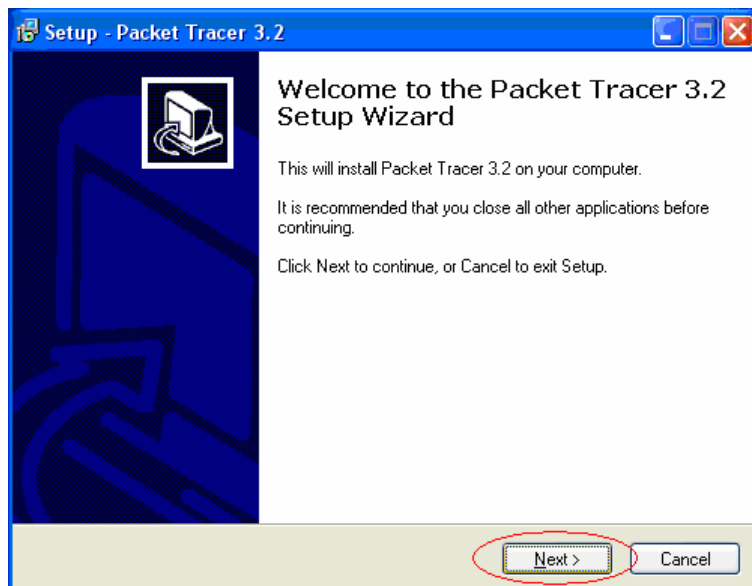 Setup - Packet Tracer 3.2
Welcome to the Packet Tracer 3.2
Setup Wizard
This will install Packet Tracer 3.2 on your computer.
It is recommended that you close all other applications before
continuing.
Click Next to continue, or Cancel to exit Setup.
Next >
Cancel